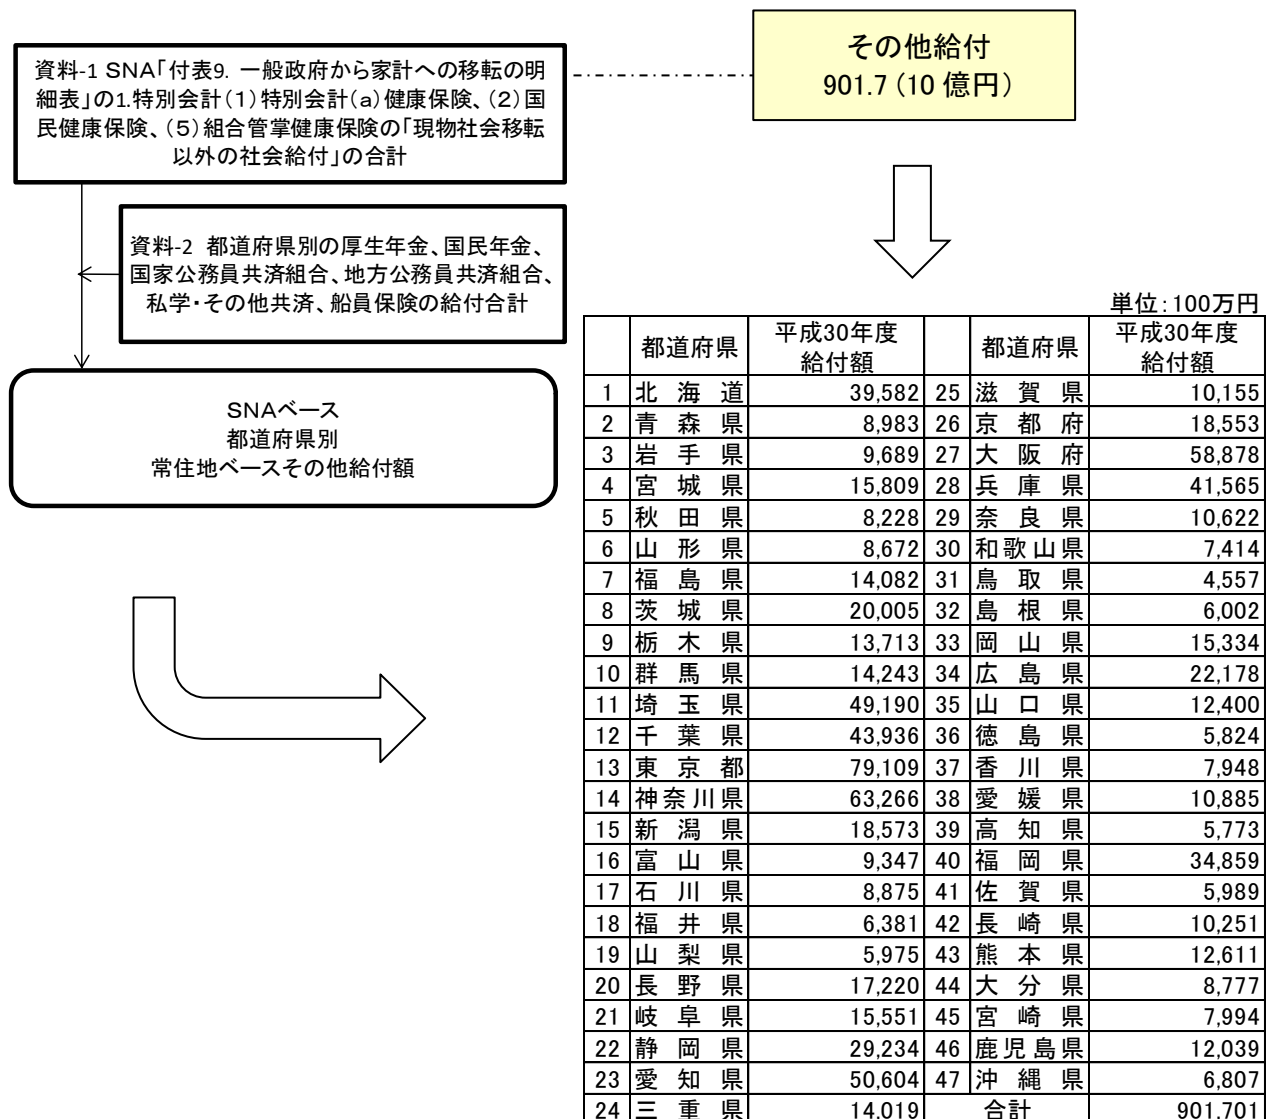 その他給付
901.7（10 億円）
資料-1 SNA「付表9. 一般政府から家計への移転の明
細表」の1.特別会計（1）特別会計（a）健康保険、（2）国
民健康保険、（5）組合管掌健康保険の「現物社会移転
以外の社会給付」の合計
資料-2 都道府県別の厚生年金、国民年金、
国家公務員共済組合、地方公務員共済組合、
私学・その他共済、船員保険の給付合計
SNAベース
都道府県別
常住地ベースその他給付額
単位：100万円
都道府県 平成30年度 給付額 都道府県 平成30年度 給付額
1 北海道 39,582 25 滋賀県 10,155
2 青森県 8,983 26 京都府 18,553
3 岩手県 9,689 27 大阪府 58,878
4 宮城県 15,809 28 兵庫県 41,565
5 秋田県 8,228 29 奈良県 10,622
6 山形県 8,672 30 和歌山県 7,414
7 福島県 14,082 31 鳥取県 4,557
8 茨城県 20,005 32 島根県 6,002
9 栃木県 13,713 33 岡山県 15,334
10 群馬県 14,243 34 広島県 22,178
11 埼玉県 49,190 35 山口県 12,400
12 千葉県 43,936 36 徳島県 5,824
13 東京都 79,109 37 香川県 7,948
14 神奈川県 63,266 38 愛媛県 10,885
15 新潟県 18,573 39 高知県 5,773
16 富山県 9,347 40 福岡県 34,859
17 石川県 8,875 41 佐賀県 5,989
18 福井県 6,381 42 長崎県 10,251
19 山梨県 5,975 43 熊本県 12,611
20 長野県 17,220 44 大分県 8,777
21 岐阜県 15,551 45 宮崎県 7,994
22 静岡県 29,234 46 鹿児島県 12,039
23 愛知県 50,604 47 沖縄県 6,807
24 三重県 14,019 合計 901,701